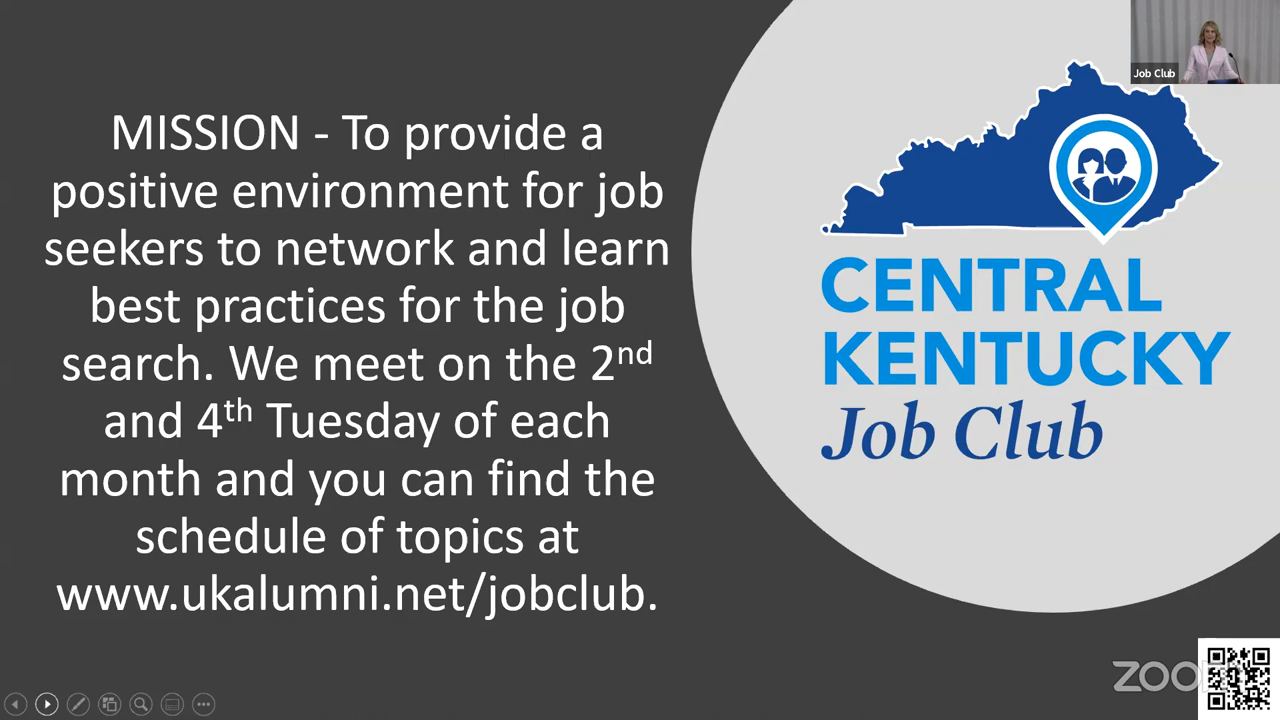 MISSION - To provide a
positive environment for job
seekers to network and learn
best practices for the job
search. We meet on the 2nd
and 4th Tuesday of each
month and you can find the
schedule of topics at
www.ukalumni.net/jobclub.
Job Club
CENTRAL
KENTUCKY
Job Club
zoom